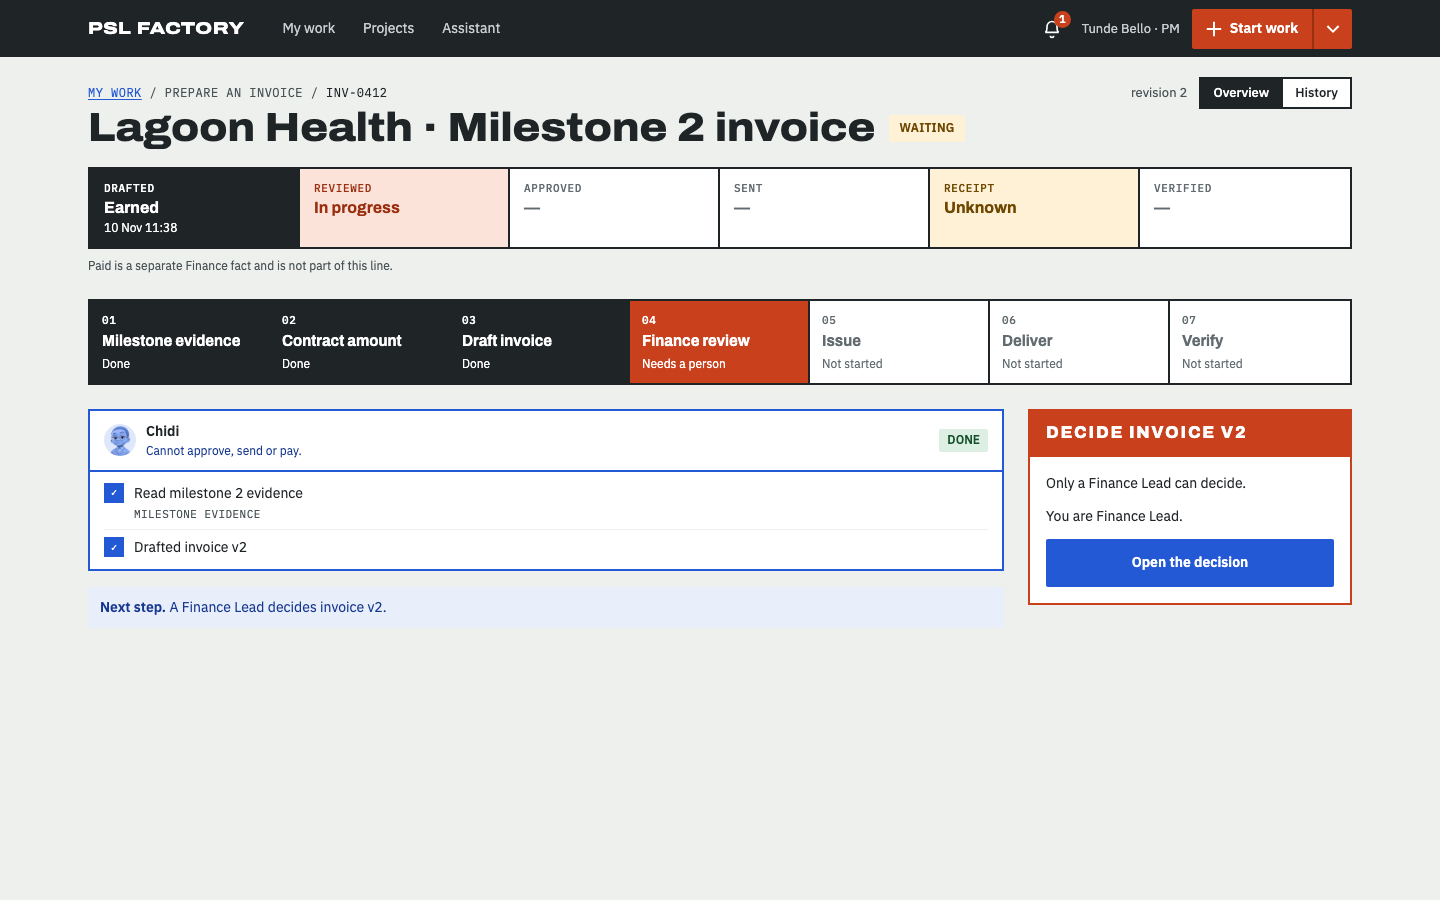 PSL FACTORY
My work
Projects
Assistant
1
Tunde Bello · PM
Start work
MY WORK / PREPARE AN INVOICE / INV-0412
revision 2
Overview
History
Lagoon Health · Milestone 2 invoice
WAITING
DRAFTED
Earned
10 Nov 11:38
REVIEWED
In progress
APPROVED
—
SENT
—
RECEIPT
Unknown
VERIFIED
—
Paid is a separate Finance fact and is not part of this line.
01
Milestone evidence
Done
02
Contract amount
Done
03
Draft invoice
Done
04
Finance review
Needs a person
05
Issue
Not started
06
Deliver
Not started
07
Verify
Not started
Chidi
Cannot approve, send or pay.
DONE
✓ Read milestone 2 evidence
MILESTONE EVIDENCE
✓ Drafted invoice v2
Next step. A Finance Lead decides invoice v2.
DECIDE INVOICE V2
Only a Finance Lead can decide.
You are Finance Lead.
Open the decision